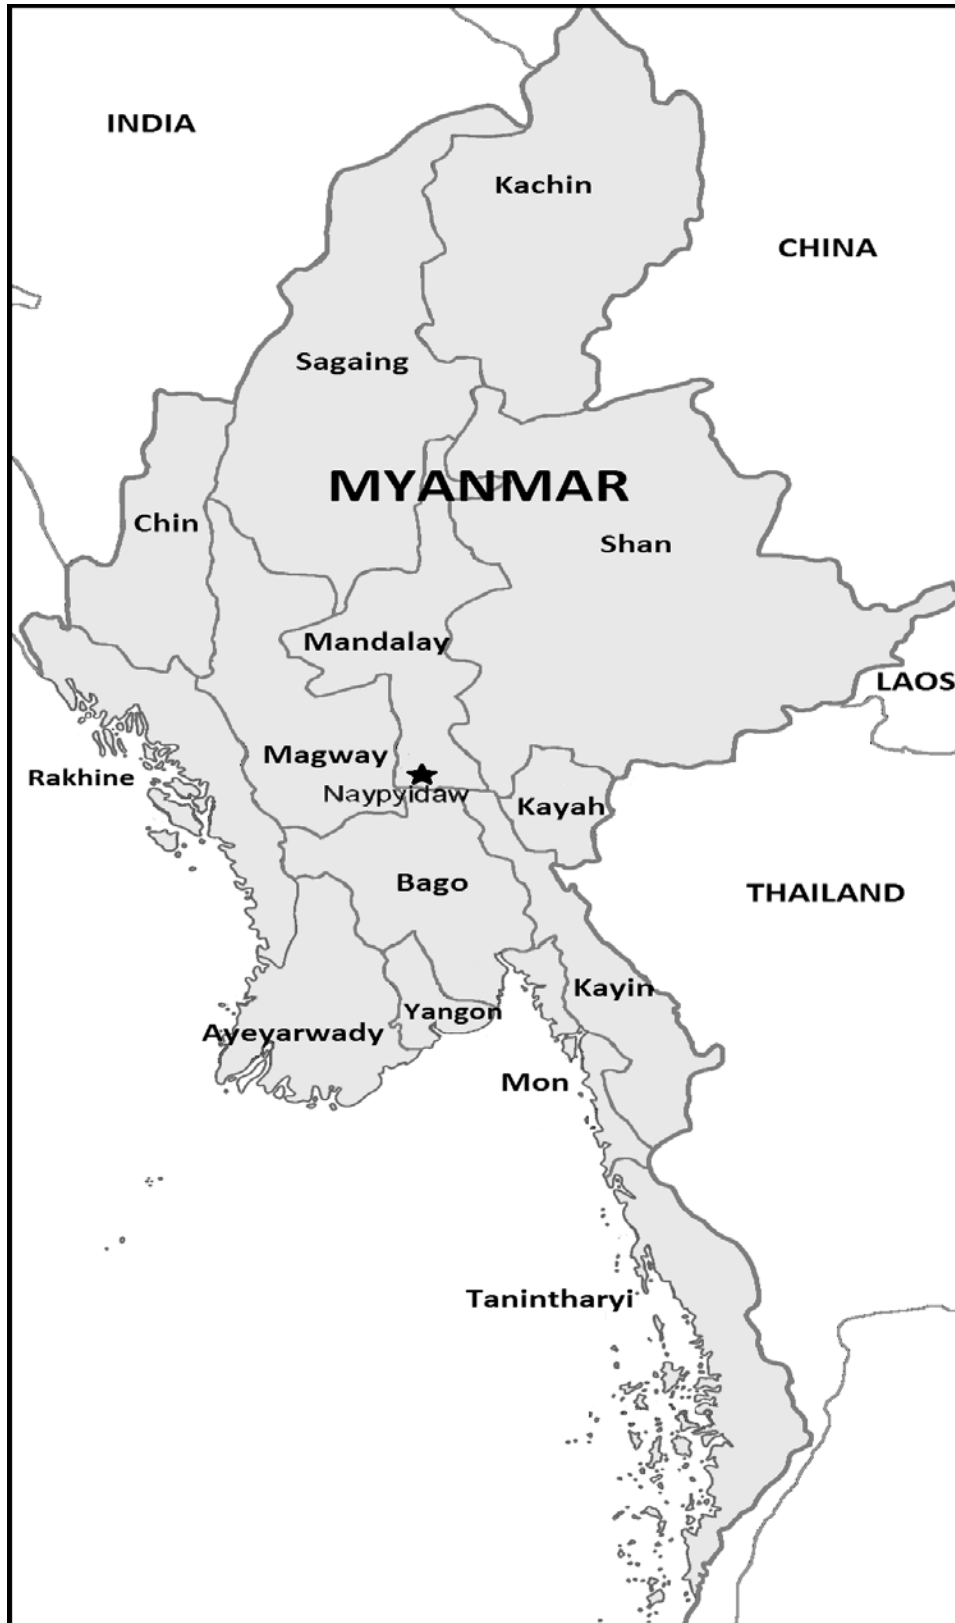 INDIA
Kachin
CHINA
Sagaing
MYANMAR
Chin
Shan
Mandalay
LAOS
Magway
Rakhine
Naypyidaw
Kayah
Bago
THAILAND
Kayin
Yangon
Ayeyarwady
Mon
Tanintharyi